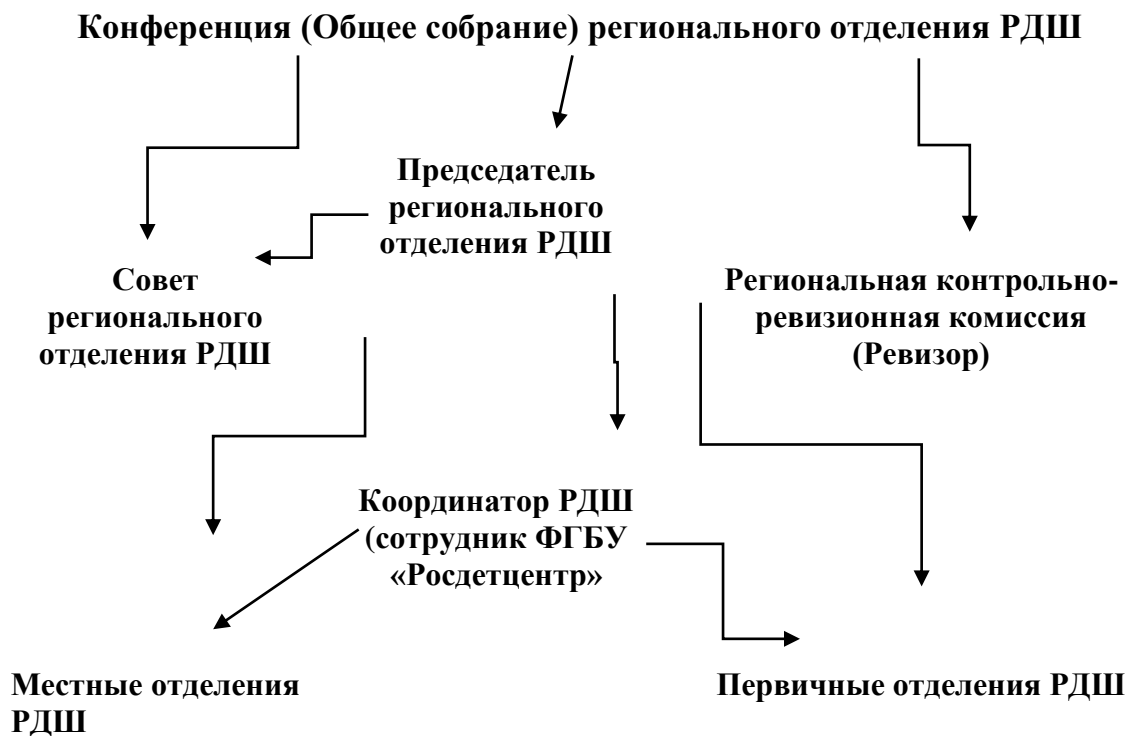 Конференция (Общее собрание) регионального отделения РДШ
Председатель
регионального
отделения РДШ
Совет
регионального
отделения РДШ
Региональная контрольно-
ревизионная комиссия
(Ревизор)
Координатор РДШ
(сотрудник ФГБУ
«Росдетцентр»
Местные отделения
РДШ
Первичные отделения РДШ